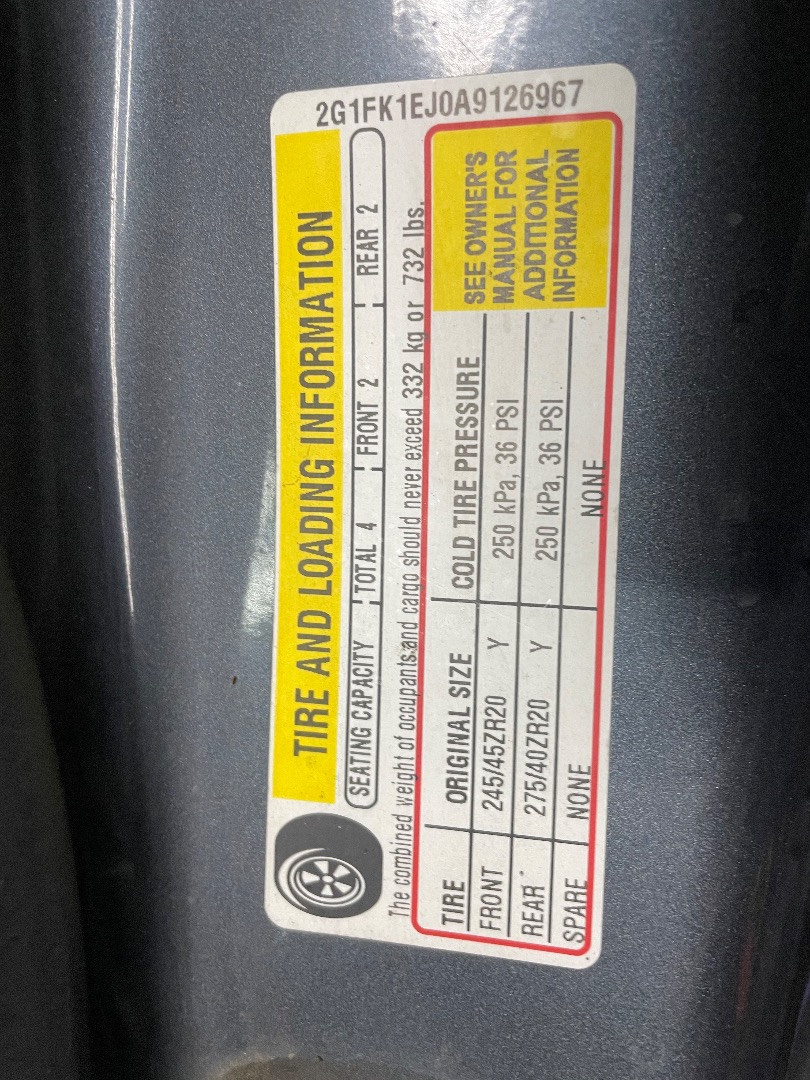 2G1FK1EJ0A9126967
TIRE AND LOADING INFORMATION
SEATING CAPACITY TOTAL 4 FRONT 2 REAR 2
The combined weight of occupants and cargo should never exceed 332 kg or 732 lbs.
TIRE ORIGINAL SIZE COLD TIRE PRESSURE
FRONT 245/45ZR20 Y 250 kPa, 36 PSI
REAR 275/40ZR20 Y 250 kPa, 36 PSI
SPARE NONE NONE
SEE OWNER'S
MANUAL FOR
ADDITIONAL
INFORMATION